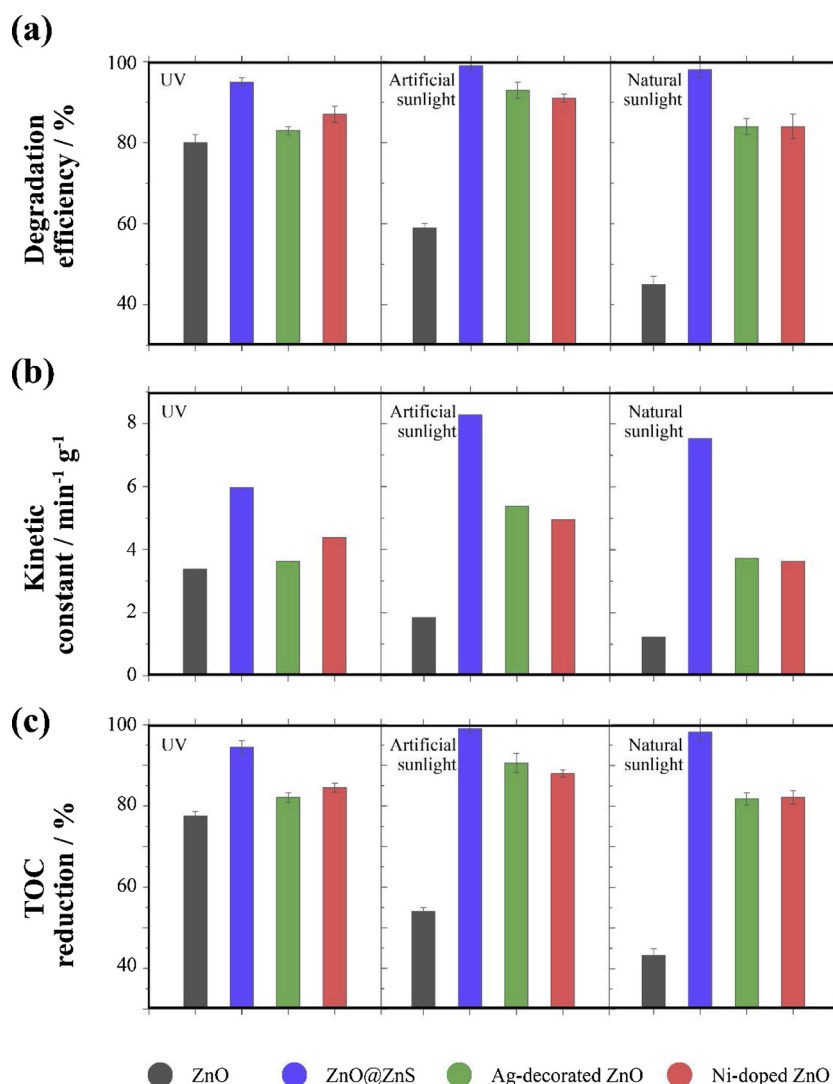 (a)
Degradation
efficiency / %
100
80
60
40
UV
Artificial
sunlight
Natural
sunlight
(b)
Kinetic
constant / min⁻¹ g⁻¹
8
6
4
2
0
UV
Artificial
sunlight
Natural
sunlight
(c)
TOC
reduction / %
100
80
60
40
UV
Artificial
sunlight
Natural
sunlight
ZnO
ZnO@ZnS
Ag-decorated ZnO
Ni-doped ZnO